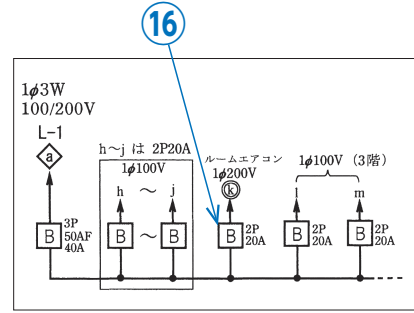 16
1φ3W
100/200V
L-1
a
h～j は 2P20A
1φ100V
h ～ j
ルームエアコン
1φ200V
k
1φ100V (3階)
l m
B 3P 50AF 40A
B ～ B
B 2P 20A
B 2P 20A
B 2P 20A